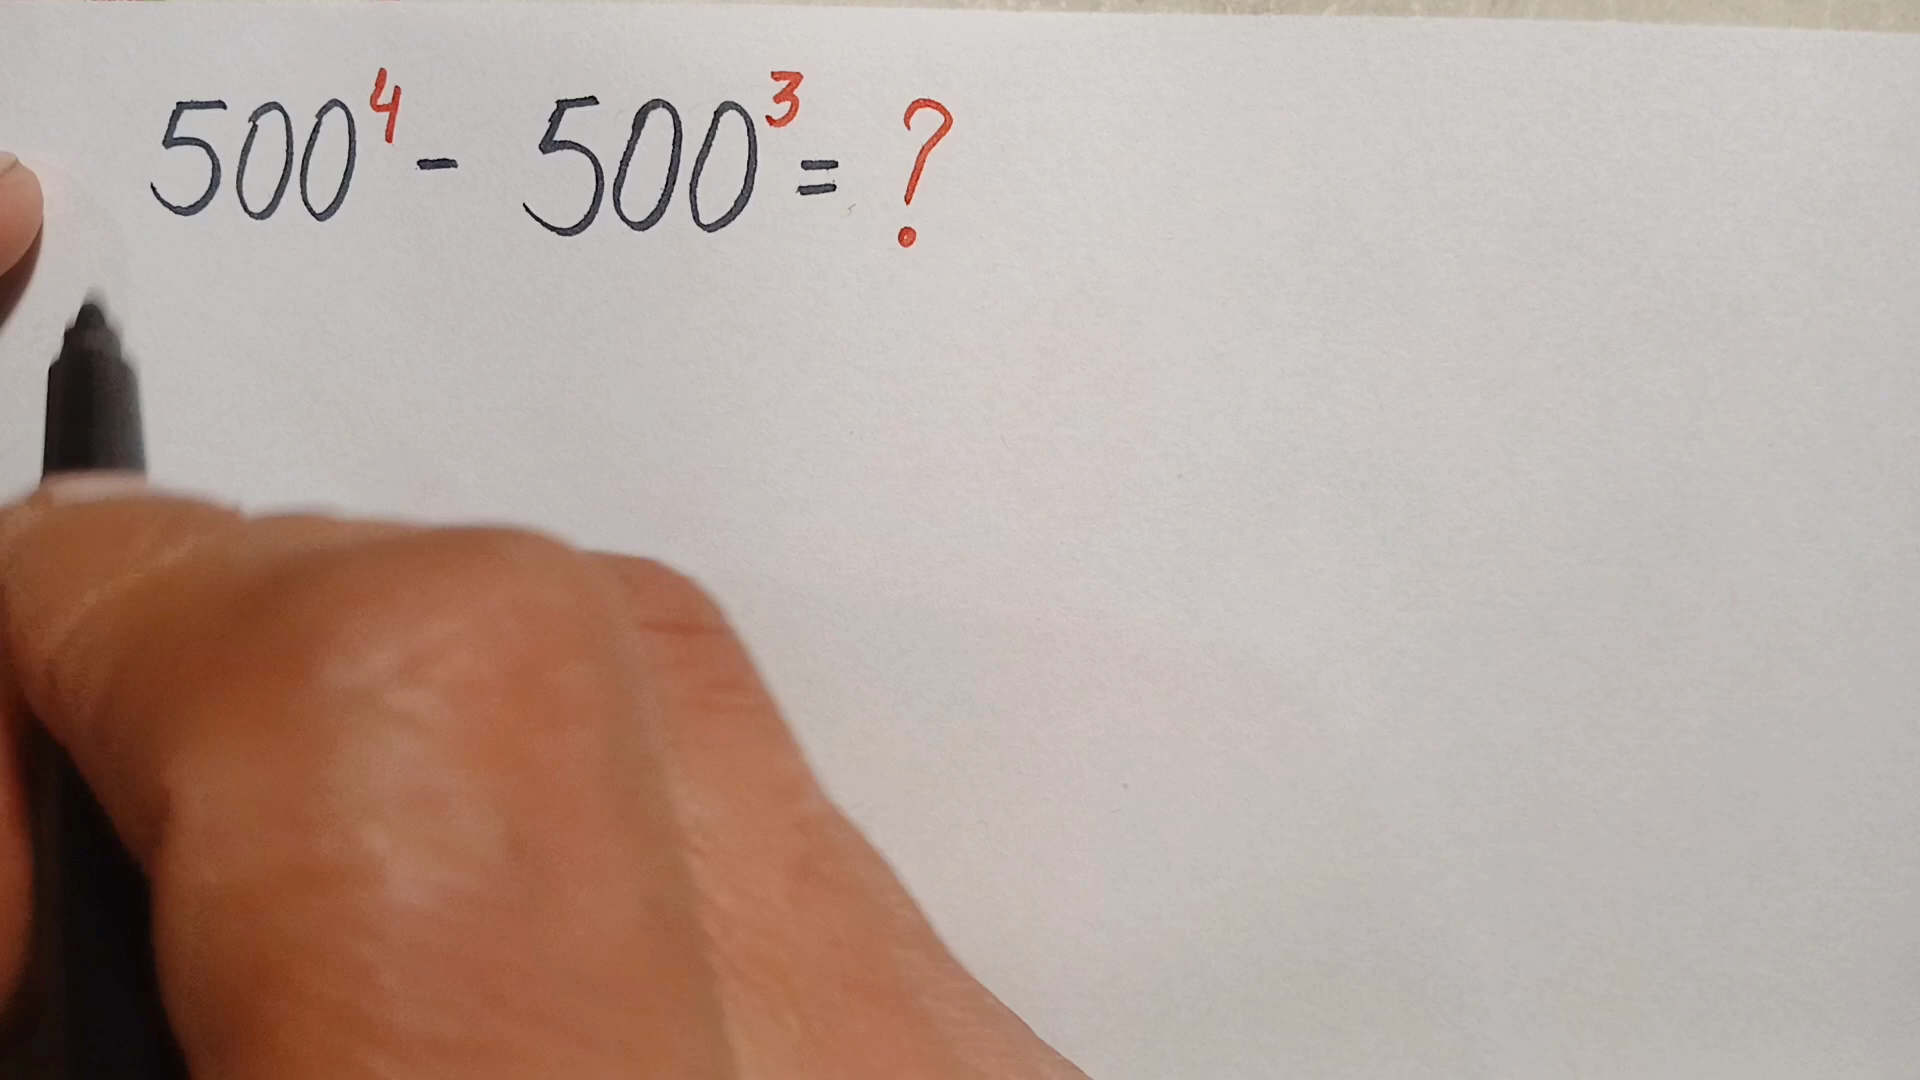 500⁴ - 500³ = ?